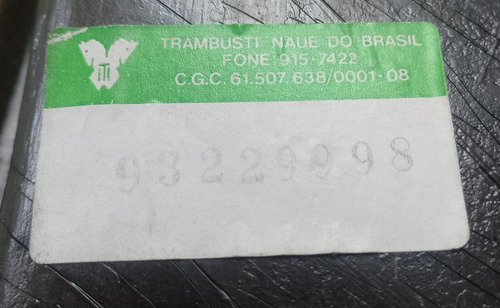 TRAMBUSTI NAUE DO BRASIL
FONE: 915-7422
C.G.C. 61.507.638/0001-08
93229998